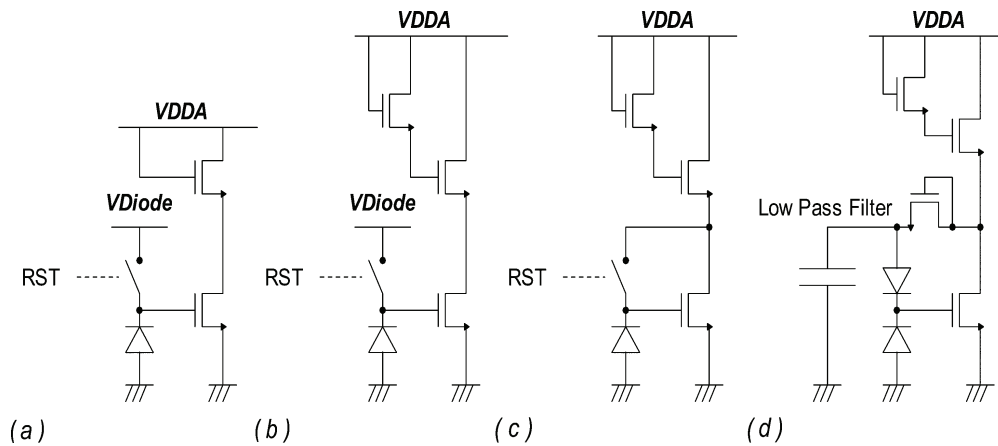 VDDA
VDDA
VDDA
VDDA
VDiode
VDiode
Low Pass Filter
RST
RST
RST
(a)
(b)
(c)
(d)